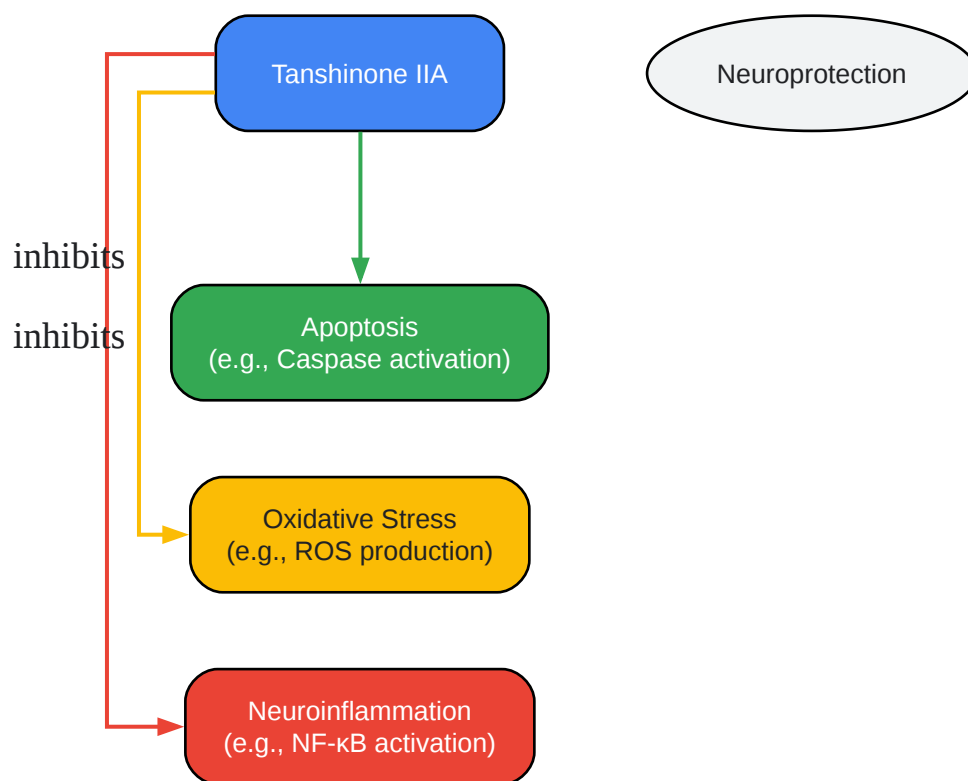 Tanshinone IIA
Neuroprotection
inhibits
inhibits
Apoptosis
(e.g., Caspase activation)
Oxidative Stress
(e.g., ROS production)
Neuroinflammation
(e.g., NF-κB activation)